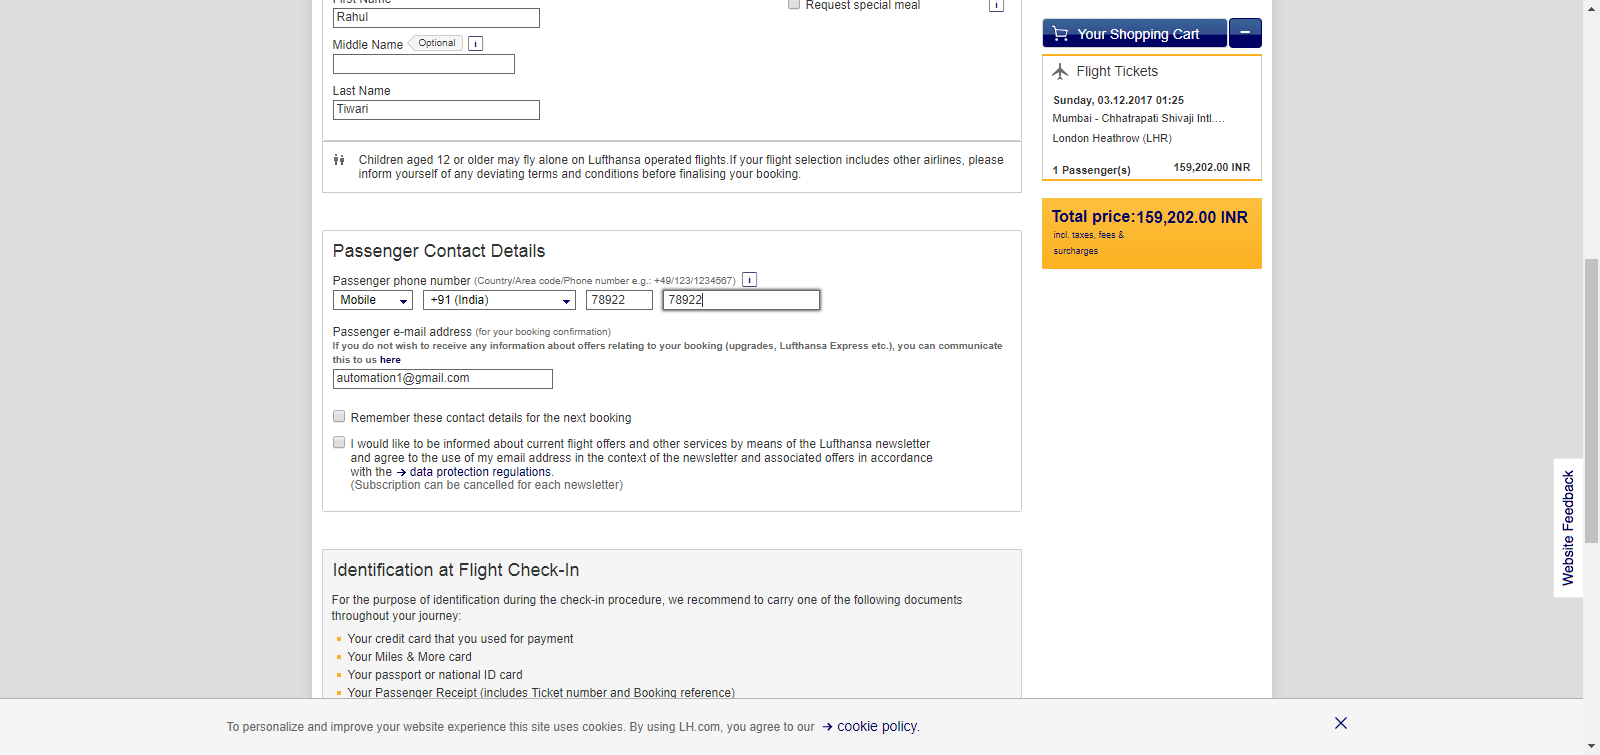 First Name
Rahul
Request special meal
i
Middle Name Optional i
Last Name
Tiwari
Children aged 12 or older may fly alone on Lufthansa operated flights.If your flight selection includes other airlines, please
inform yourself of any deviating terms and conditions before finalising your booking.
Passenger Contact Details
Passenger phone number (Country/Area code/Phone number e.g.: +49/123/1234567) i
Mobile +91 (India) 78922 78922
Passenger e-mail address (for your booking confirmation)
If you do not wish to receive any information about offers relating to your booking (upgrades, Lufthansa Express etc.), you can communicate
this to us here
automation1@gmail.com
Remember these contact details for the next booking
I would like to be informed about current flight offers and other services by means of the Lufthansa newsletter
and agree to the use of my email address in the context of the newsletter and associated offers in accordance
with the → data protection regulations.
(Subscription can be cancelled for each newsletter)
Identification at Flight Check-In
For the purpose of identification during the check-in procedure, we recommend to carry one of the following documents
throughout your journey:
Your credit card that you used for payment
Your Miles & More card
Your passport or national ID card
Your Passenger Receipt (includes Ticket number and Booking reference)
Your Shopping Cart
Flight Tickets
Sunday, 03.12.2017 01:25
Mumbai - Chhatrapati Shivaji Intl....
London Heathrow (LHR)
1 Passenger(s) 159,202.00 INR
Total price:159,202.00 INR
incl. taxes, fees &
surcharges
Website Feedback
To personalize and improve your website experience this site uses cookies. By using LH.com, you agree to our → cookie policy.